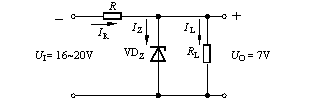 R
− +
I_R I_Z I_L
U_I = 16~20V VD_Z R_L U_O = 7V